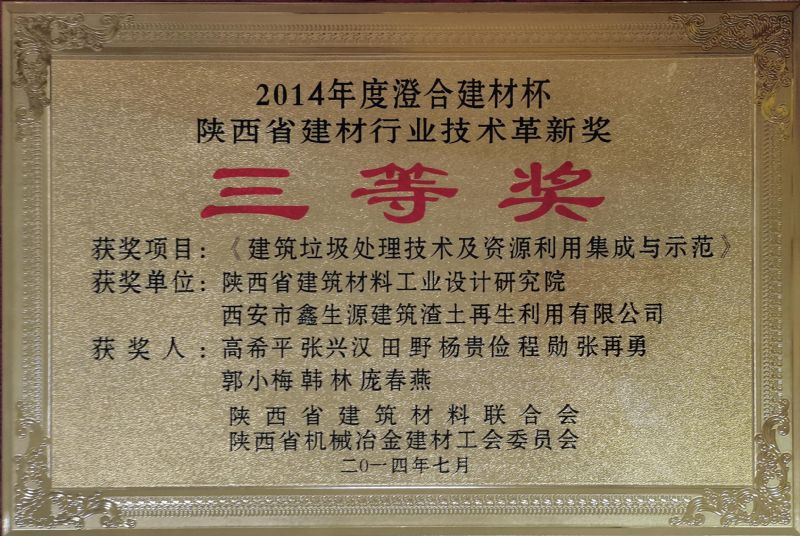 2014年度澄合建材杯
陕西省建材行业技术革新奖
三等奖
获奖项目：《建筑垃圾处理技术及资源利用集成与示范》
获奖单位：陕西省建筑材料工业设计研究院
西安市鑫生源建筑渣土再生利用有限公司
获奖人：高希平 张兴汉 田野 杨贵俭 程勋 张再勇
郭小梅 韩林 庞春燕
陕西省建筑材料联合会
陕西省机械冶金建材工会委员会
二○一四年七月